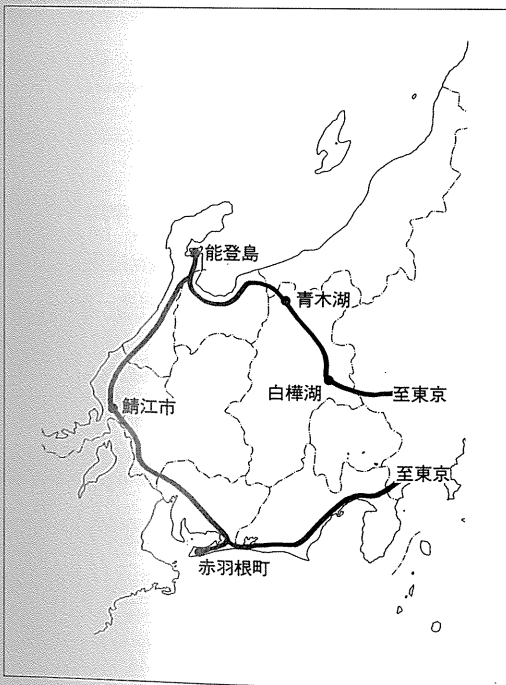 能登島
青木湖
白樺湖
至東京
鯖江市
至東京
赤羽根町